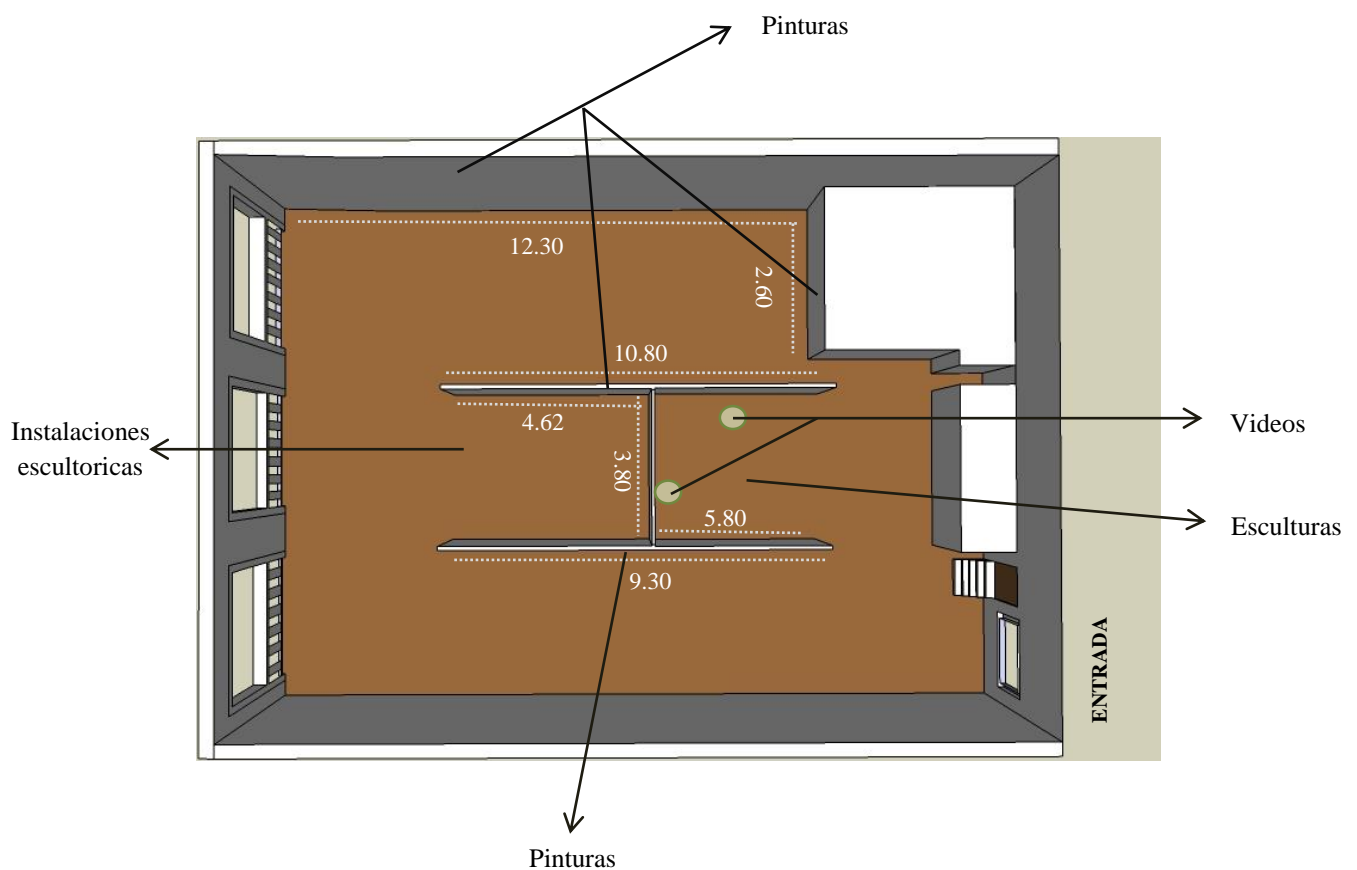 Pinturas
12.30
2.60
10.80
4.62
3.80
5.80
9.30
Instalaciones
escultoricas
Videos
Esculturas
ENTRADA
Pinturas